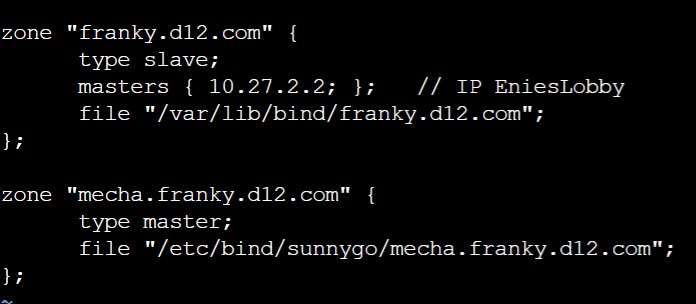 zone "franky.d12.com" {
        type slave;
        masters { 10.27.2.2; };   // IP EniesLobby
        file "/var/lib/bind/franky.d12.com";
};

zone "mecha.franky.d12.com" {
        type master;
        file "/etc/bind/sunnygo/mecha.franky.d12.com";
};
~